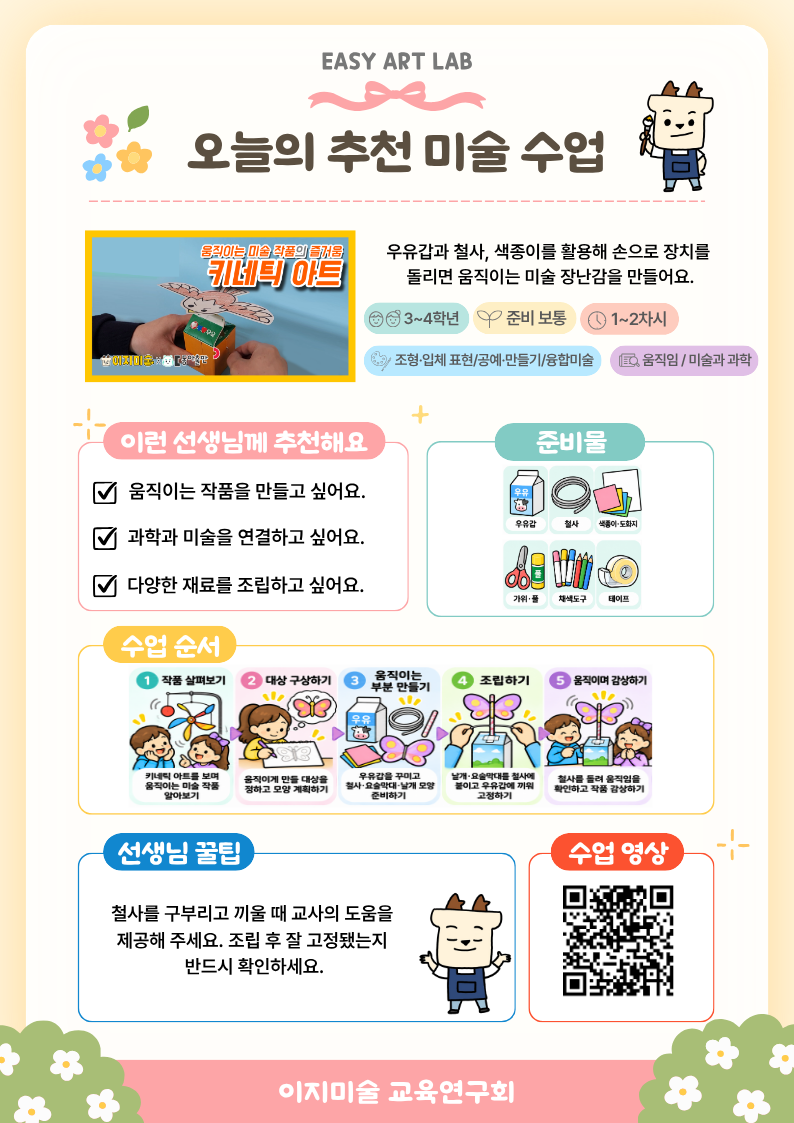 EASY ART LAB
오늘의 추천 미술 수업
움직이는 미술 작품의 즐거움
키네틱 아트
이지미술
우유갑과 철사, 색종이를 활용해 손으로 장치를
돌리면 움직이는 미술 장난감을 만들어요.
3~4학년
준비 보통
1~2차시
조형·입체 표현/공예·만들기/융합미술
움직임 / 미술과 과학
이런 선생님께 추천해요
움직이는 작품을 만들고 싶어요.
과학과 미술을 연결하고 싶어요.
다양한 재료를 조립하고 싶어요.
준비물
우유
우유갑
철사
색종이·도화지
풀
가위·풀
채색도구
테이프
수업 순서
1 작품 살펴보기
키네틱 아트를 보며
움직이는 미술 작품
알아보기
2 대상 구상하기
움직이게 만들 대상을
정하고 모양 계획하기
3 움직이는
부분 만들기
우유
우유갑을 꾸미고
철사·요술막대·날개 모양
준비하기
4 조립하기
날개·요술막대를 철사에
붙이고 우유갑에 끼워
고정하기
5 움직이며 감상하기
철사를 돌려 움직임을
확인하고 작품 감상하기
선생님 꿀팁
철사를 구부리고 끼울 때 교사의 도움을
제공해 주세요. 조립 후 잘 고정됐는지
반드시 확인하세요.
수업 영상
이지미술 교육연구회